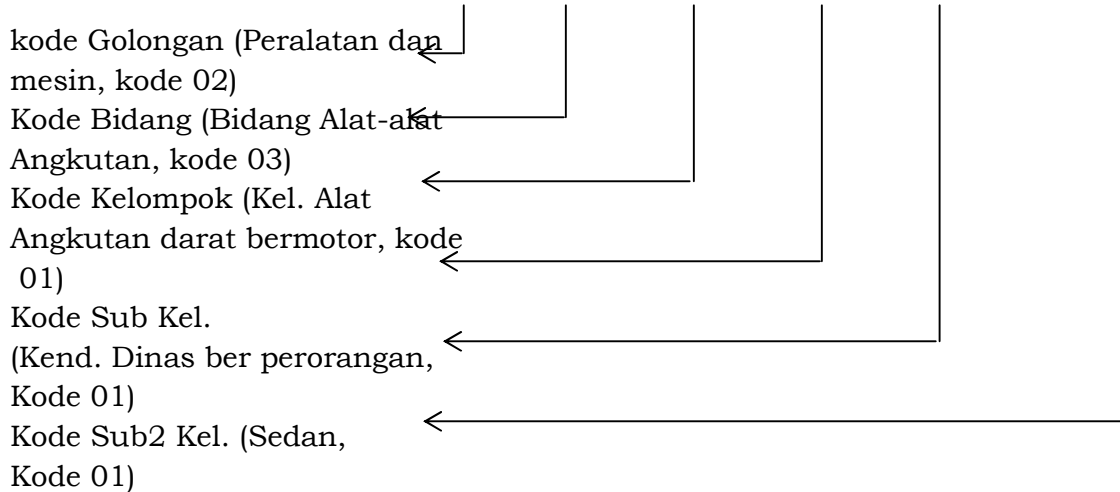 kode Golongan (Peralatan dan
mesin, kode 02)
Kode Bidang (Bidang Alat-alat
Angkutan, kode 03)
Kode Kelompok (Kel. Alat
Angkutan darat bermotor, kode
01)
Kode Sub Kel.
(Kend. Dinas ber perorangan,
Kode 01)
Kode Sub2 Kel. (Sedan,
Kode 01)